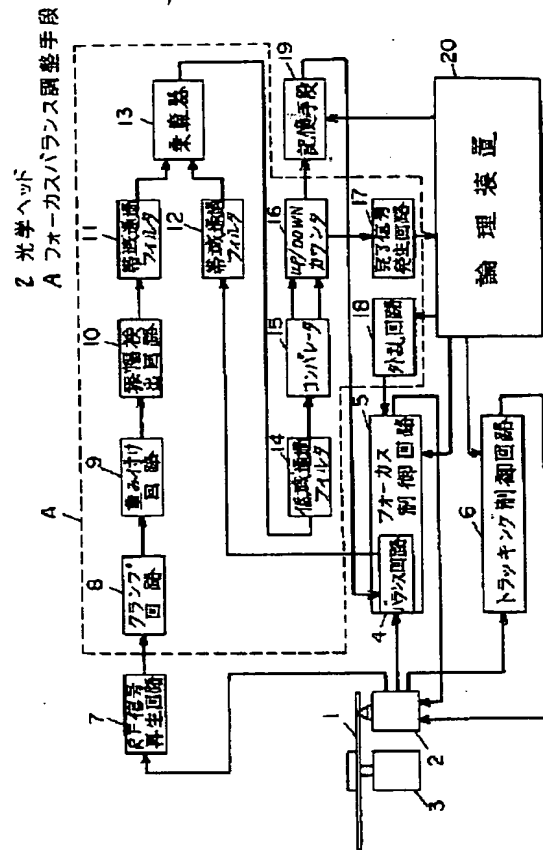 2 光学ヘッド
A フォーカスバランス調整手段
A
7
RF信号
再生回路
8
クランプ
回路
9
重み付け
回路
10
振幅検
出回路
11
帯域通過
フィルタ
12
帯域通過
フィルタ
13
乗算器
14
低域通過
フィルタ
15
コンパレータ
16
UP/DOWN
カウンタ
17
完了信号
発生回路
18
外乱回路
19
記憶手段
20
論理装置
4
バランス回路
5
フォーカス
制御回路
6
トラッキング制御回路
1
2
3